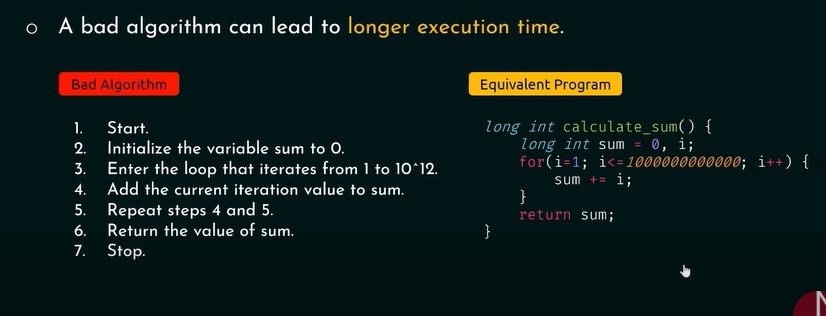 o A bad algorithm can lead to longer execution time.
Bad Algorithm
1. Start.
2. Initialize the variable sum to 0.
3. Enter the loop that iterates from 1 to 10^12.
4. Add the current iteration value to sum.
5. Repeat steps 4 and 5.
6. Return the value of sum.
7. Stop.
Equivalent Program
long int calculate_sum() {
long int sum = 0, i;
for(i=1; i<=1000000000000; i++) {
sum += i;
}
return sum;
}